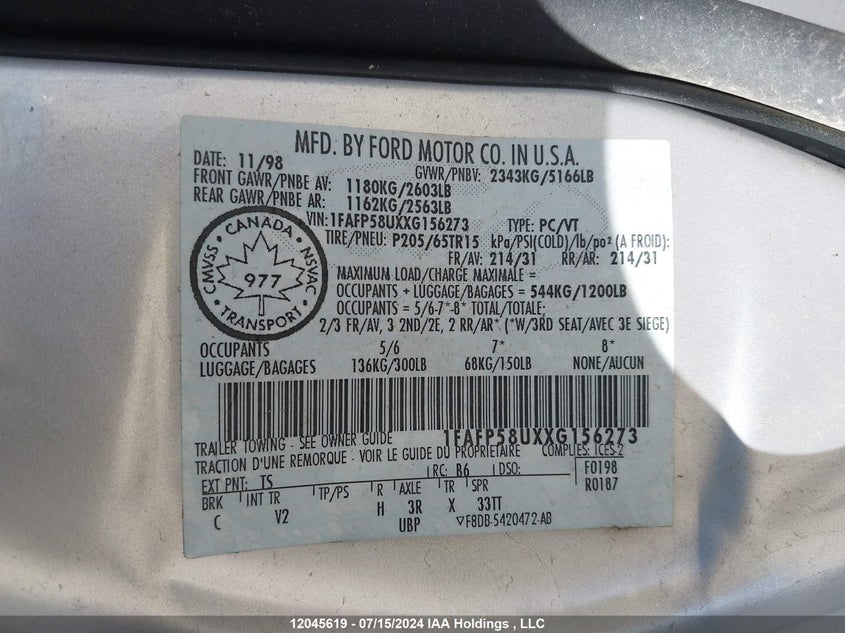 MFD. BY FORD MOTOR CO. IN U.S.A.
DATE: 11/98 GVWR/PNBV: 2343KG/5166LB
FRONT GAWR/PNBE AV: 1180KG/2603LB
REAR GAWR/PNBE AR: 1162KG/2563LB
VIN: 1FAFP58UXXG156273 TYPE: PC/VT
TIRE/PNEU: P205/65TR15 kPa/PSI(COLD)/lb/po² (A FROID):
FR/AV: 214/31 RR/AR: 214/31
CANADA
CMVSS 977 NSVAC
TRANSPORT
MAXIMUM LOAD/CHARGE MAXIMALE =
OCCUPANTS + LUGGAGE/BAGAGES = 544KG/1200LB
OCCUPANTS = 5/6-7*-8* TOTAL/TOTALE;
2/3 FR/AV, 3 2ND/2E, 2 RR/AR* (*W/3RD SEAT/AVEC 3E SIEGE)
OCCUPANTS 5/6 7* 8*
LUGGAGE/BAGAGES 136KG/300LB 68KG/150LB NONE/AUCUN
1FAFP58UXXG156273
TRAILER TOWING - SEE OWNER GUIDE COMPLIES: ICES-2
TRACTION D'UNE REMORQUE - VOIR LE GUIDE DU PROPRIETAIRE
RC: B6 DSO: F0198
EXT PNT: TS R0187
BRK INT TR TP/PS R AXLE TR SPR
C V2 H 3R X 33TT
UBP ▽F8DB-5420472-AB
12045619 - 07/15/2024 IAA Holdings , LLC